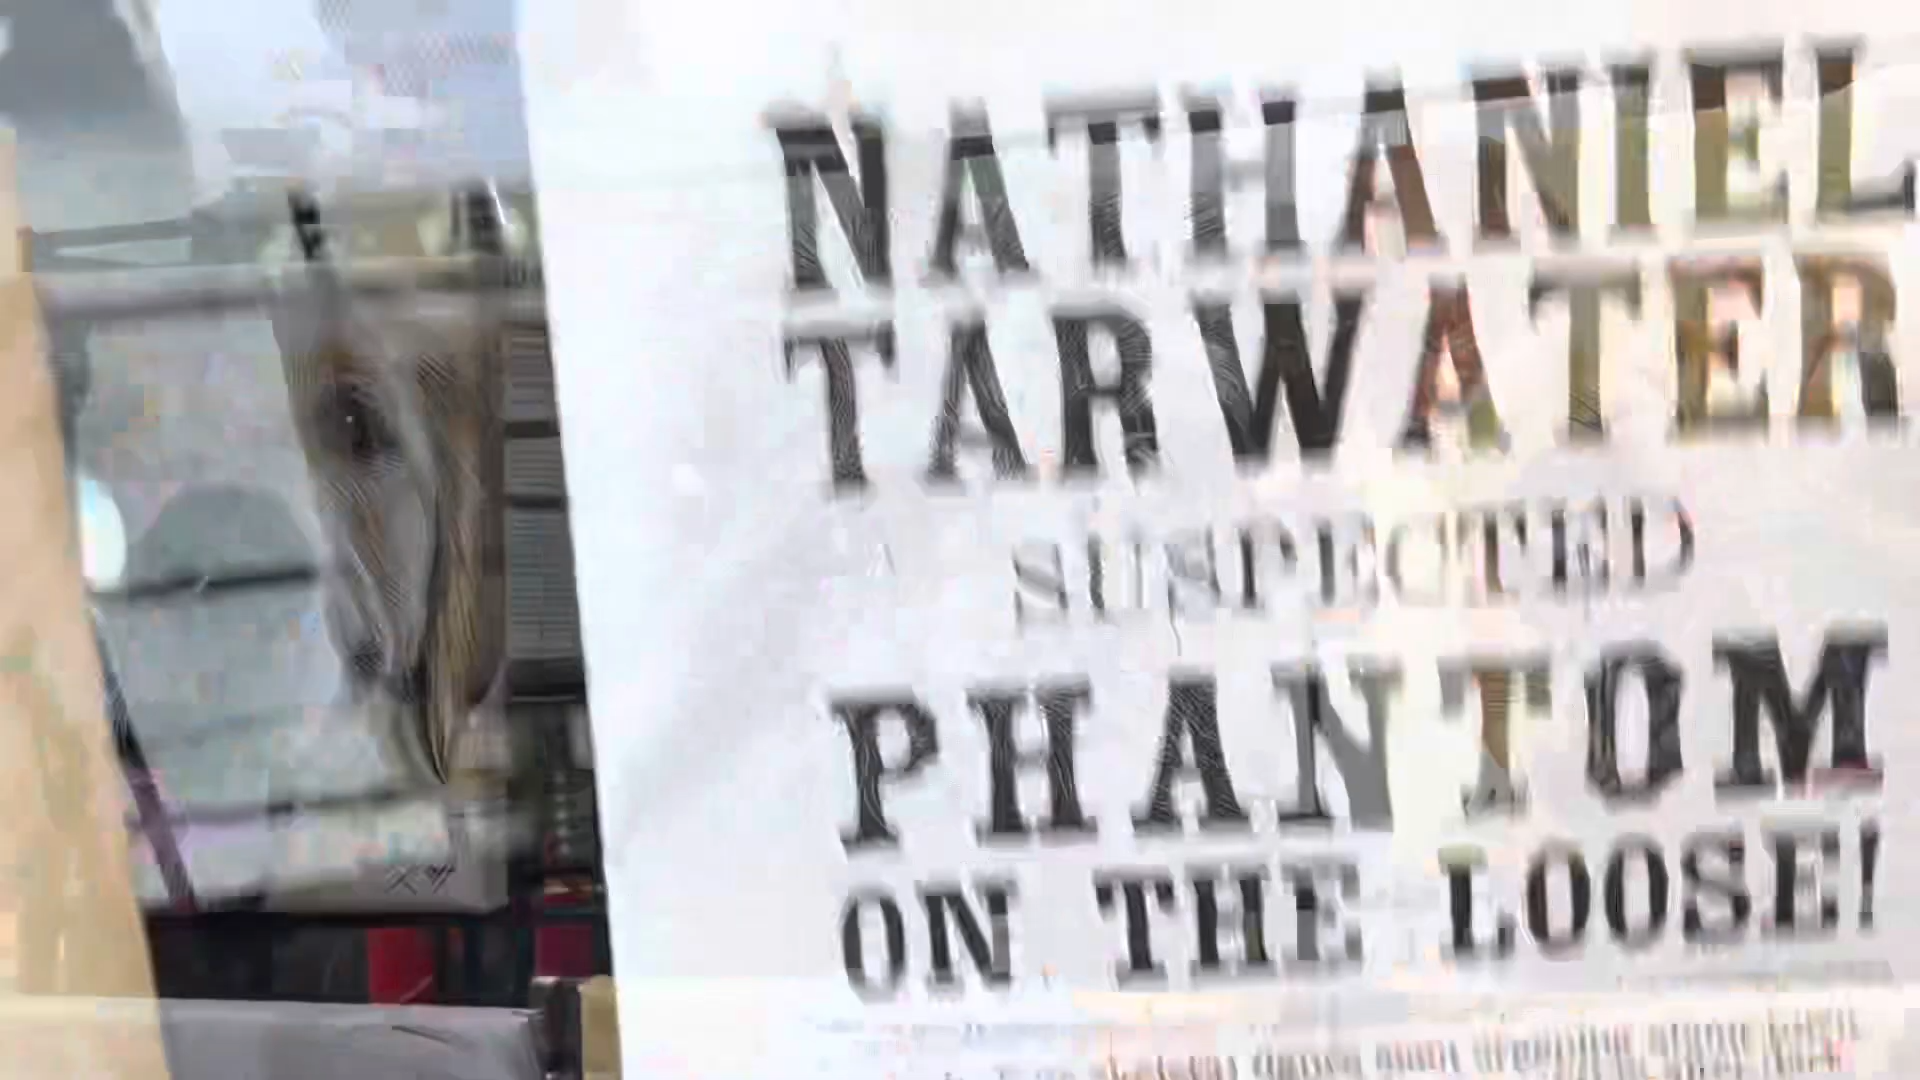 NATHANIEL
TARWATER
A SUSPECTED
PHANTOM
ON THE LOOSE!